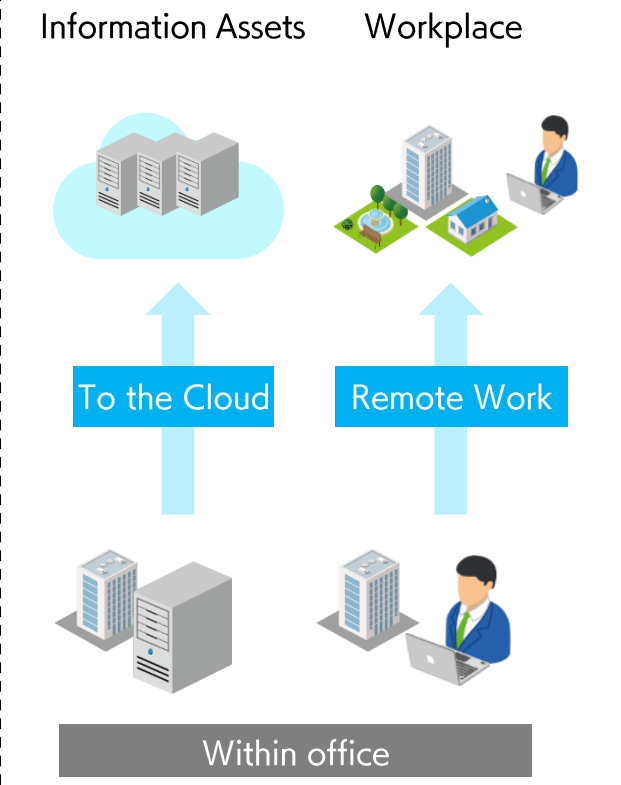 Information Assets
Workplace
To the Cloud
Remote Work
Within office